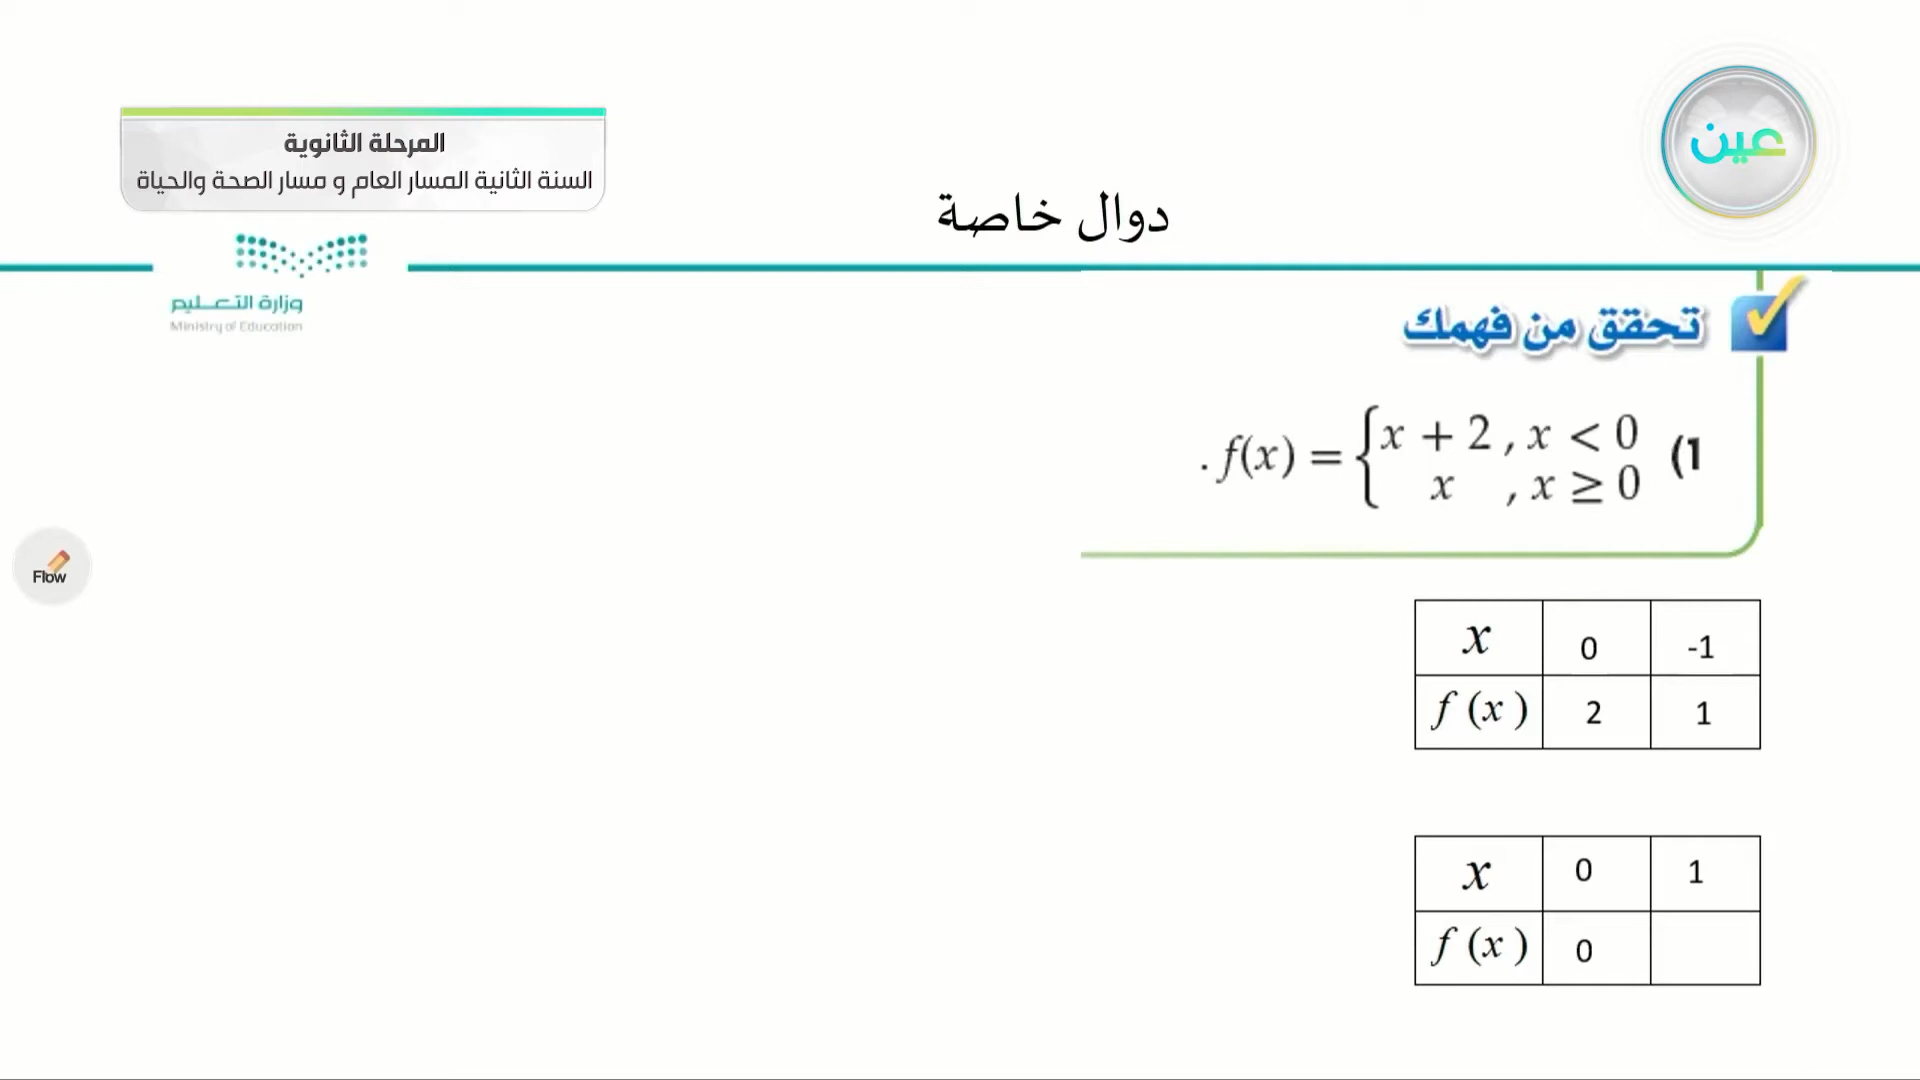 عين
المرحلة الثانوية
السنة الثانية المسار العام و مسار الصحة والحياة
دوال خاصة
وزارة التعليم
Ministry of Education
تحقق من فهمك
(1 f(x) = { x + 2 , x < 0
x , x ≥ 0 .
Flow
x 0 -1
f (x) 2 1
x 0 1
f (x) 0